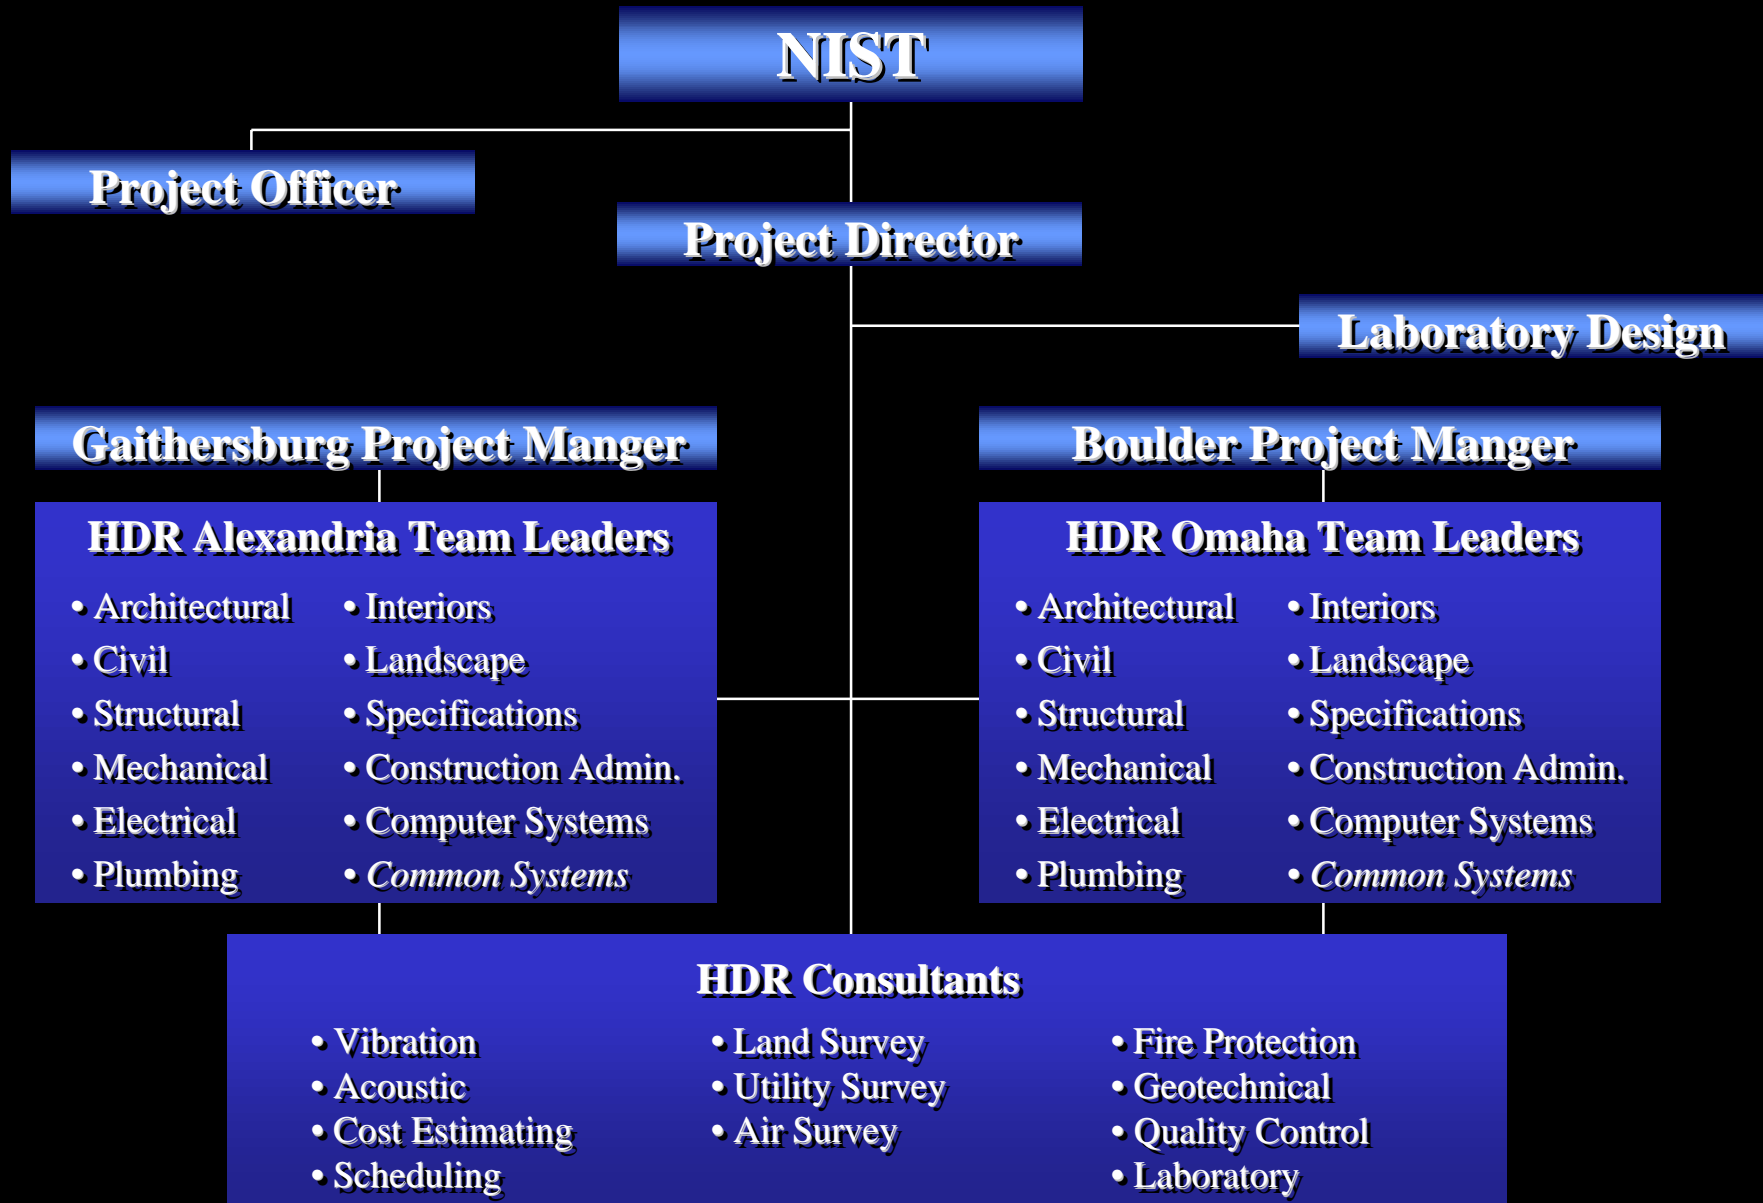 NIST
Project Officer
Project Director
Laboratory Design
Gaithersburg Project Manger
HDR Alexandria Team Leaders
• Architectural
• Civil
• Structural
• Mechanical
• Electrical
• Plumbing
• Interiors
• Landscape
• Specifications
• Construction Admin.
• Computer Systems
• Common Systems
Boulder Project Manger
HDR Omaha Team Leaders
• Architectural
• Civil
• Structural
• Mechanical
• Electrical
• Plumbing
• Interiors
• Landscape
• Specifications
• Construction Admin.
• Computer Systems
• Common Systems
HDR Consultants
• Vibration
• Acoustic
• Cost Estimating
• Scheduling
• Land Survey
• Utility Survey
• Air Survey
• Fire Protection
• Geotechnical
• Quality Control
• Laboratory